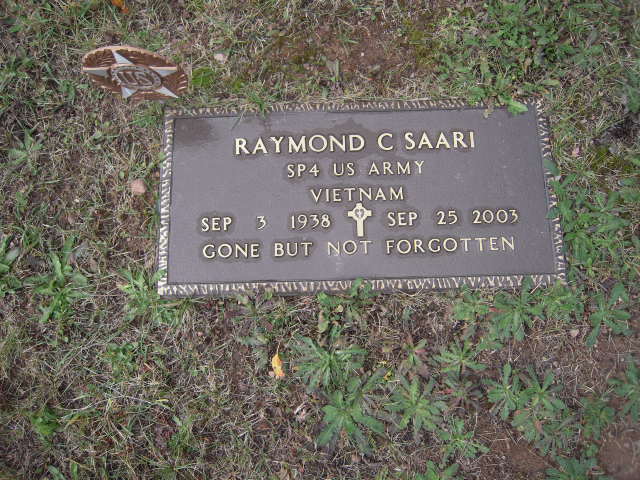 RAYMOND C SAARI
SP4 US ARMY
VIETNAM
SEP 3 1938 SEP 25 2003
GONE BUT NOT FORGOTTEN